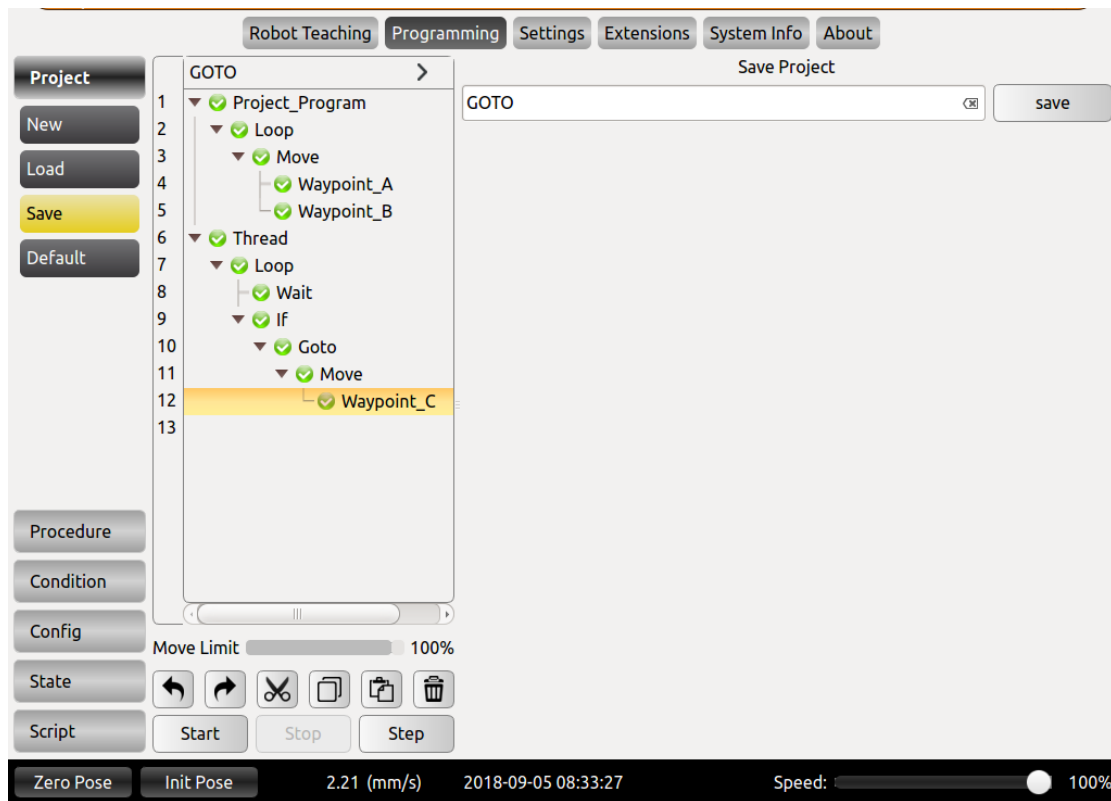 Robot Teaching Programming Settings Extensions System Info About
Project
New
Load
Save
Default
Procedure
Condition
Config
State
Script
GOTO >
1 Project_Program
2 Loop
3 Move
4 Waypoint_A
5 Waypoint_B
6 Thread
7 Loop
8 Wait
9 If
10 Goto
11 Move
12 Waypoint_C
13
Move Limit 100%
Start Stop Step
Save Project
GOTO save
Zero Pose Init Pose 2.21 (mm/s) 2018-09-05 08:33:27 Speed: 100%